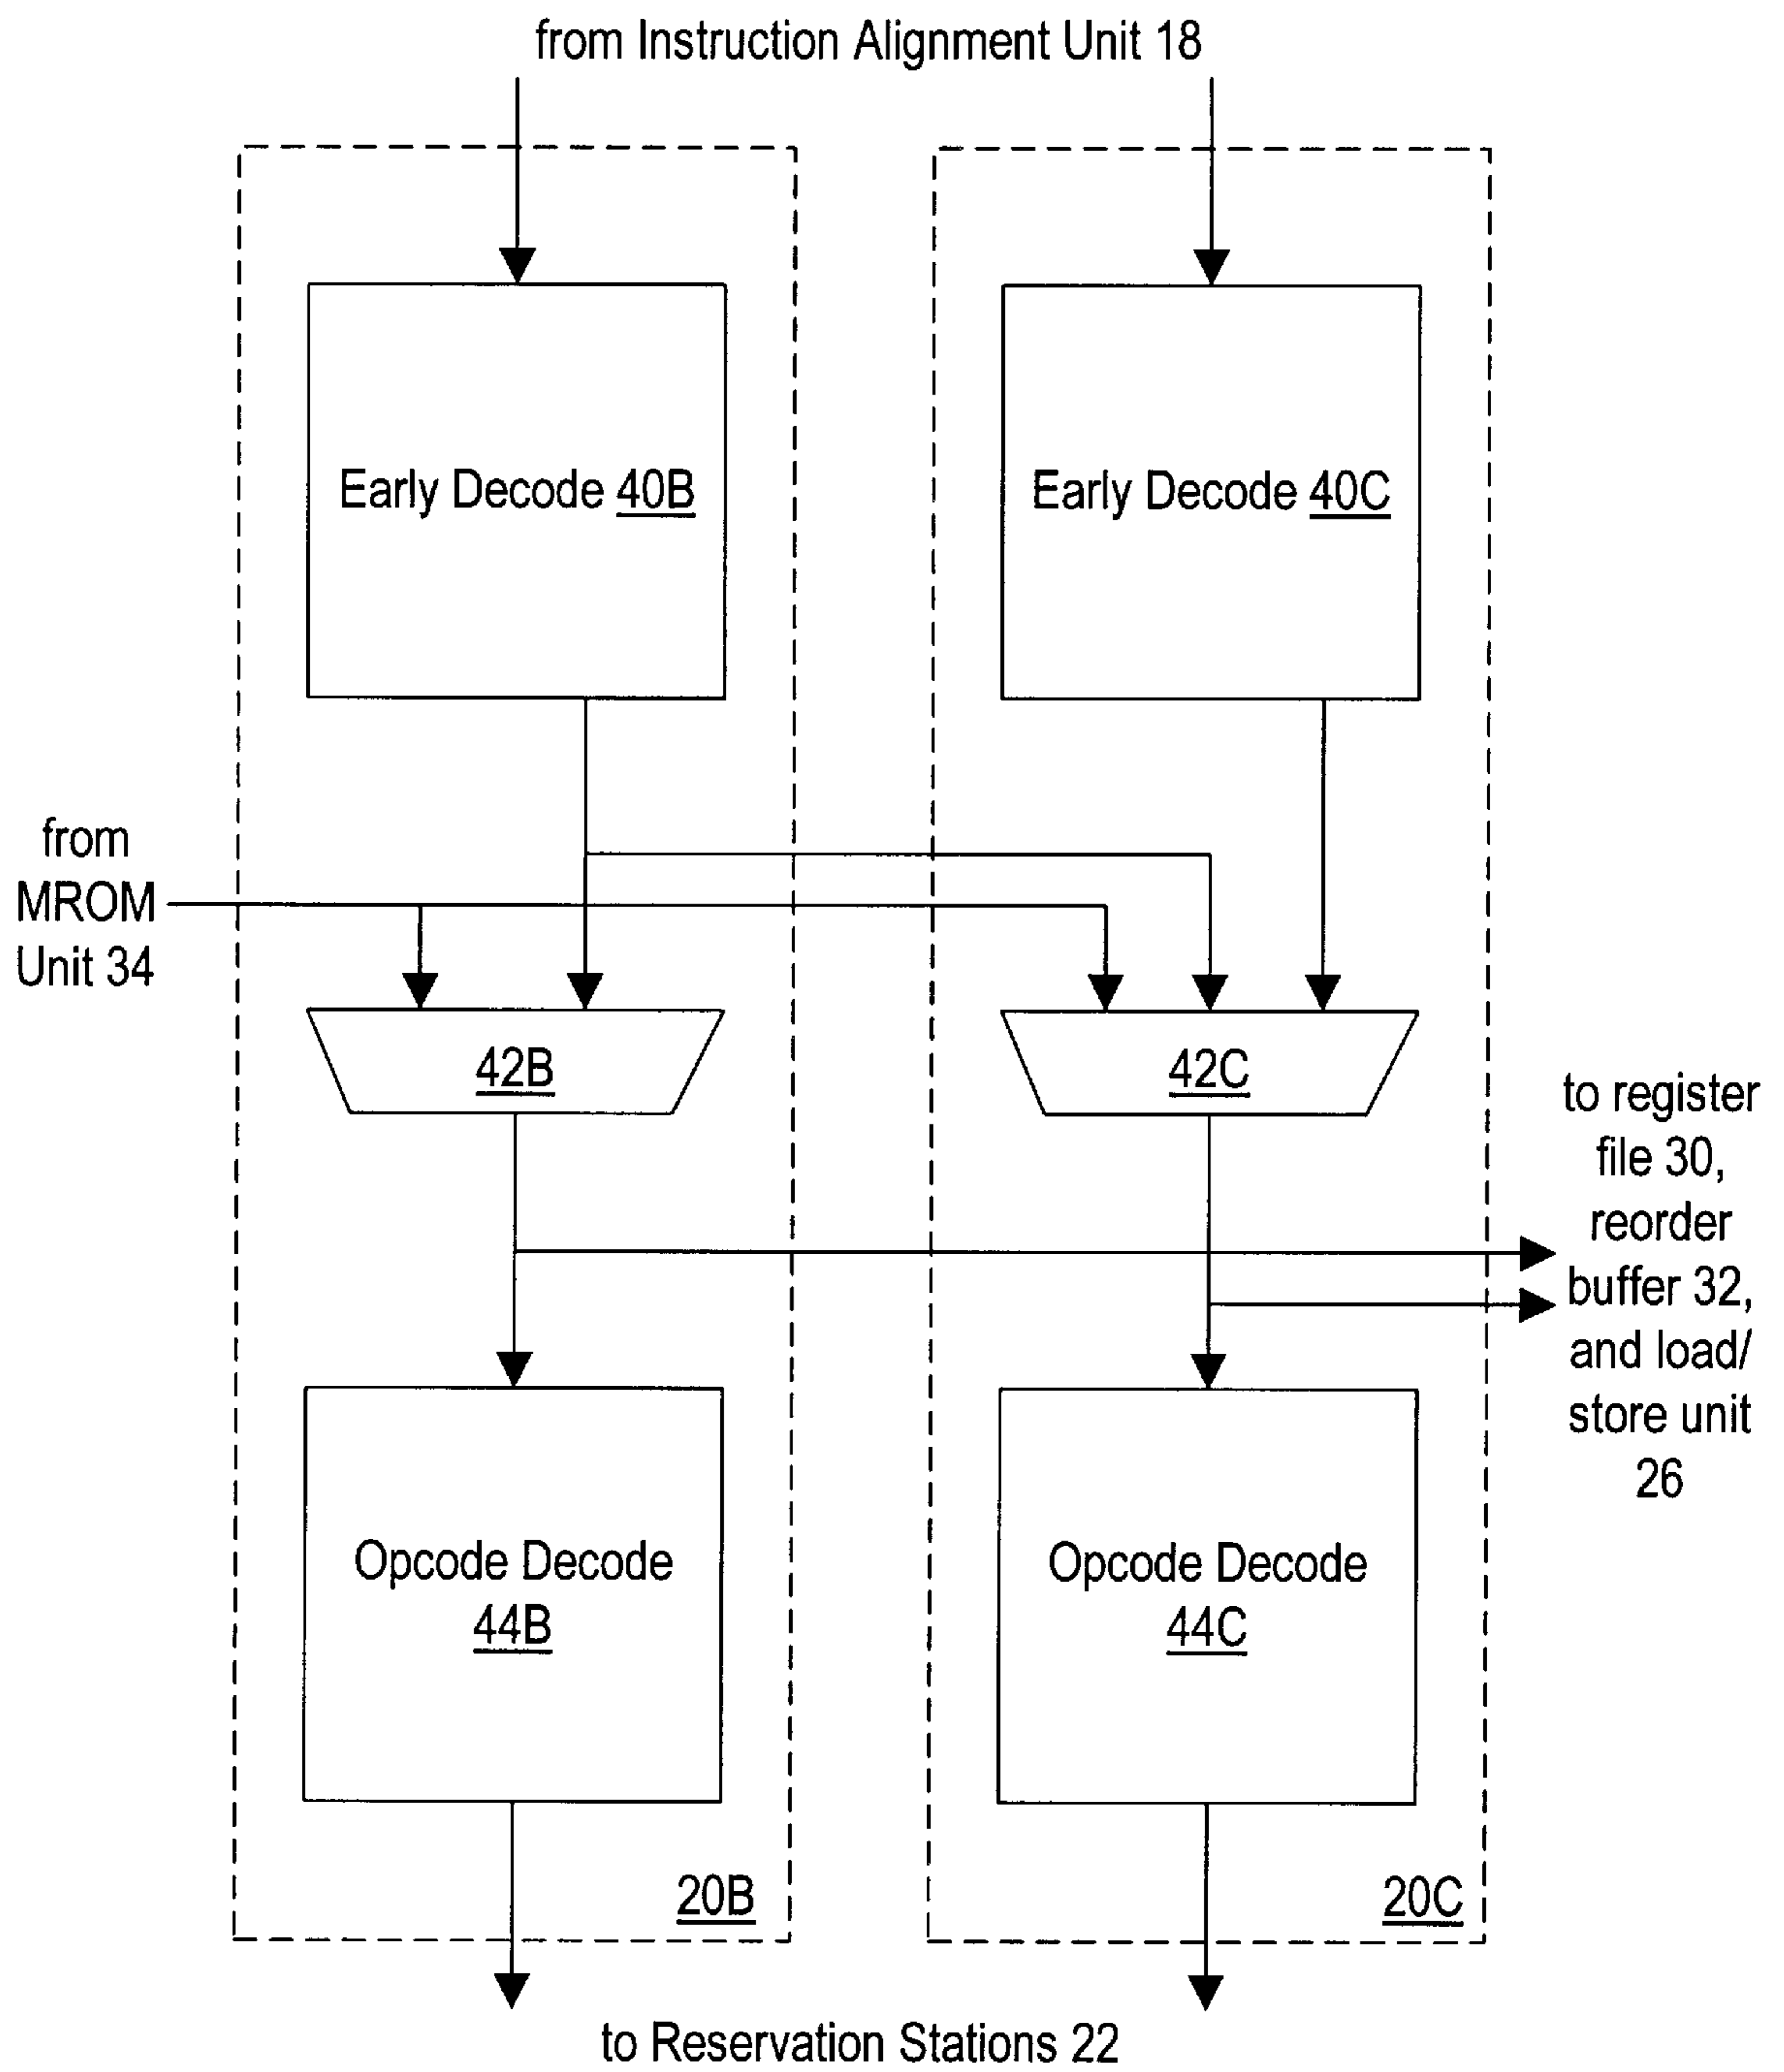 from Instruction Alignment Unit 18
Early Decode 40B
Early Decode 40C
from
MROM
Unit 34
42B
42C
to register
file 30,
reorder
buffer 32,
and load/
store unit
26
Opcode Decode
44B
Opcode Decode
44C
20B
20C
to Reservation Stations 22